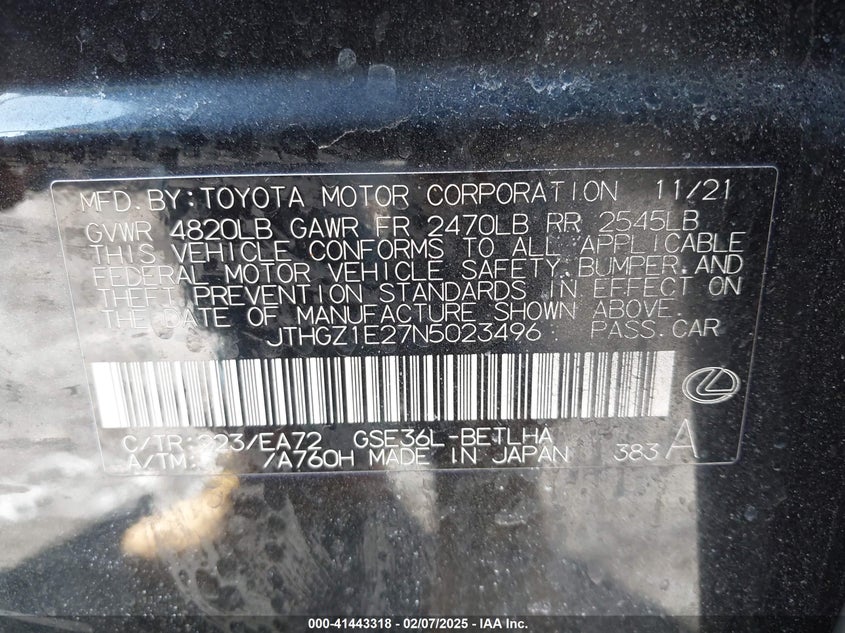 MFD. BY: TOYOTA MOTOR CORPORATION 11/21
GVWR 4820LB GAWR FR 2470LB RR 2545LB
THIS VEHICLE CONFORMS TO ALL APPLICABLE
FEDERAL MOTOR VEHICLE SAFETY, BUMPER, AND
THEFT PREVENTION STANDARDS IN EFFECT ON
THE DATE OF MANUFACTURE SHOWN ABOVE.
JTHGZ1E27N5023496 PASS. CAR
C/TR: 223/EA72 GSE36L-BETLHA
A/TM: /A760H MADE IN JAPAN 383 A
000-41443318 - 02/07/2025 - IAA Inc.